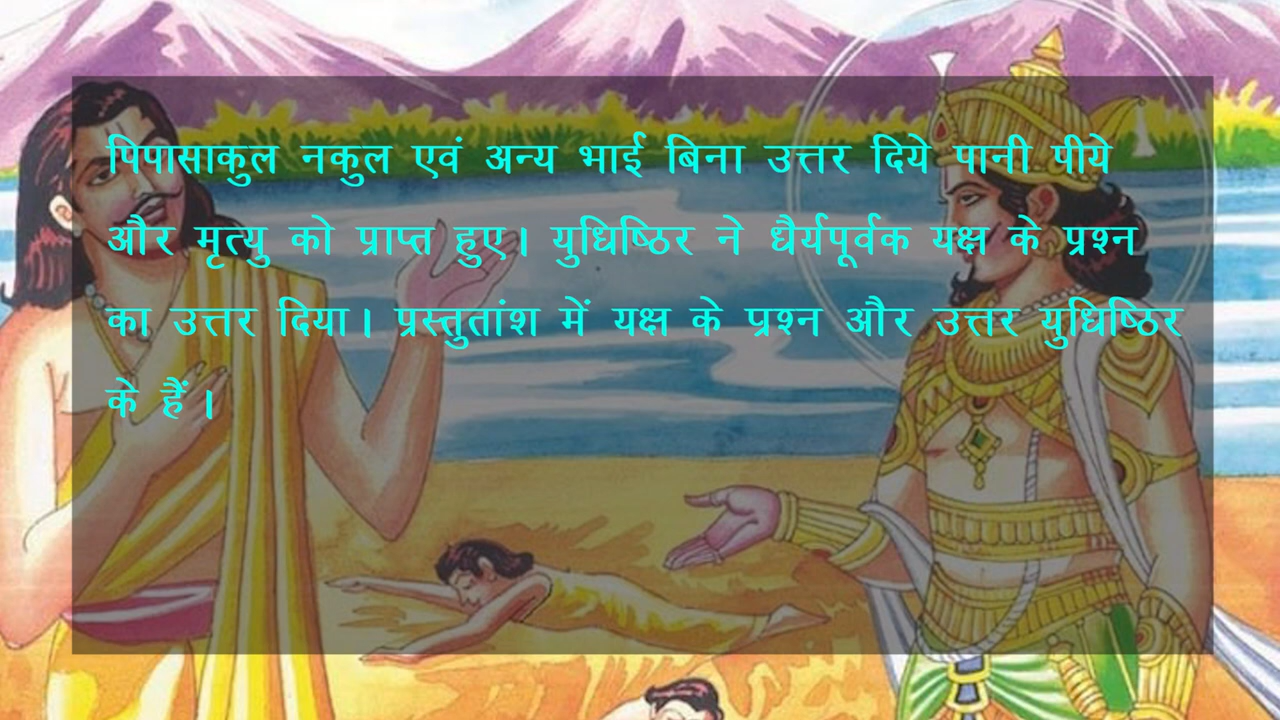 पिपासाकुल नकुल एवं अन्य भाई बिना उत्तर दिये पानी पीये
और मृत्यु को प्राप्त हुए। युधिष्ठिर ने धैर्यपूर्वक यक्ष के प्रश्न
का उत्तर दिया। प्रस्तुतांश में यक्ष के प्रश्न और उत्तर युधिष्ठिर
के हैं ।